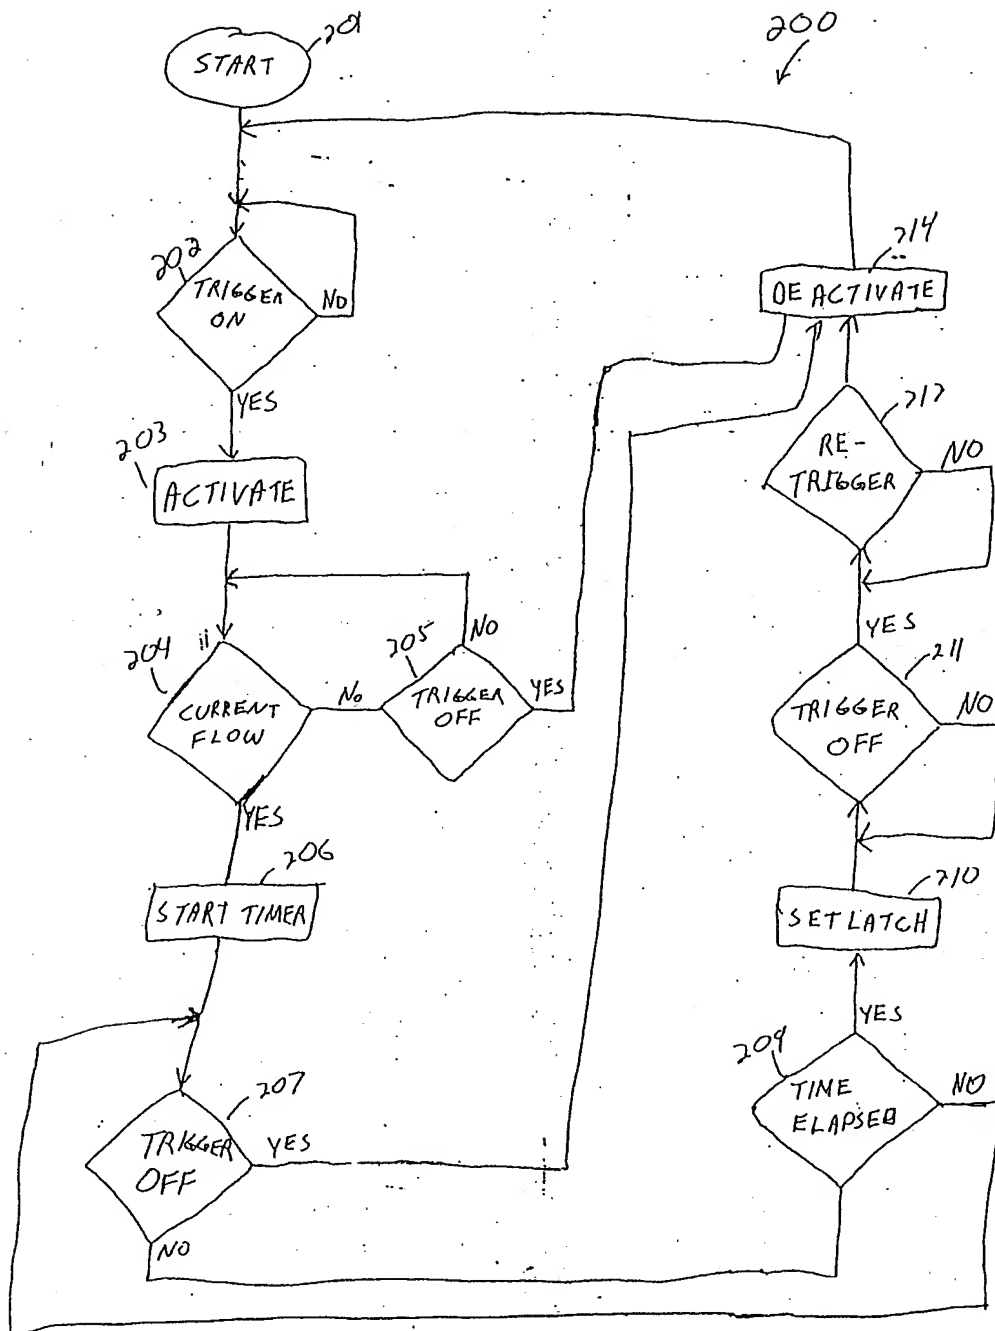 201
START
200
202
TRIGGER
ON
NO
YES
203
ACTIVATE
204
CURRENT
FLOW
NO
YES
205
TRIGGER
OFF
NO
YES
206
START TIMER
207
TRIGGER
OFF
YES
NO
209
TIME
ELAPSED
NO
YES
210
SET LATCH
211
TRIGGER
OFF
NO
YES
212
RE-
TRIGGER
NO
214
DEACTIVATE